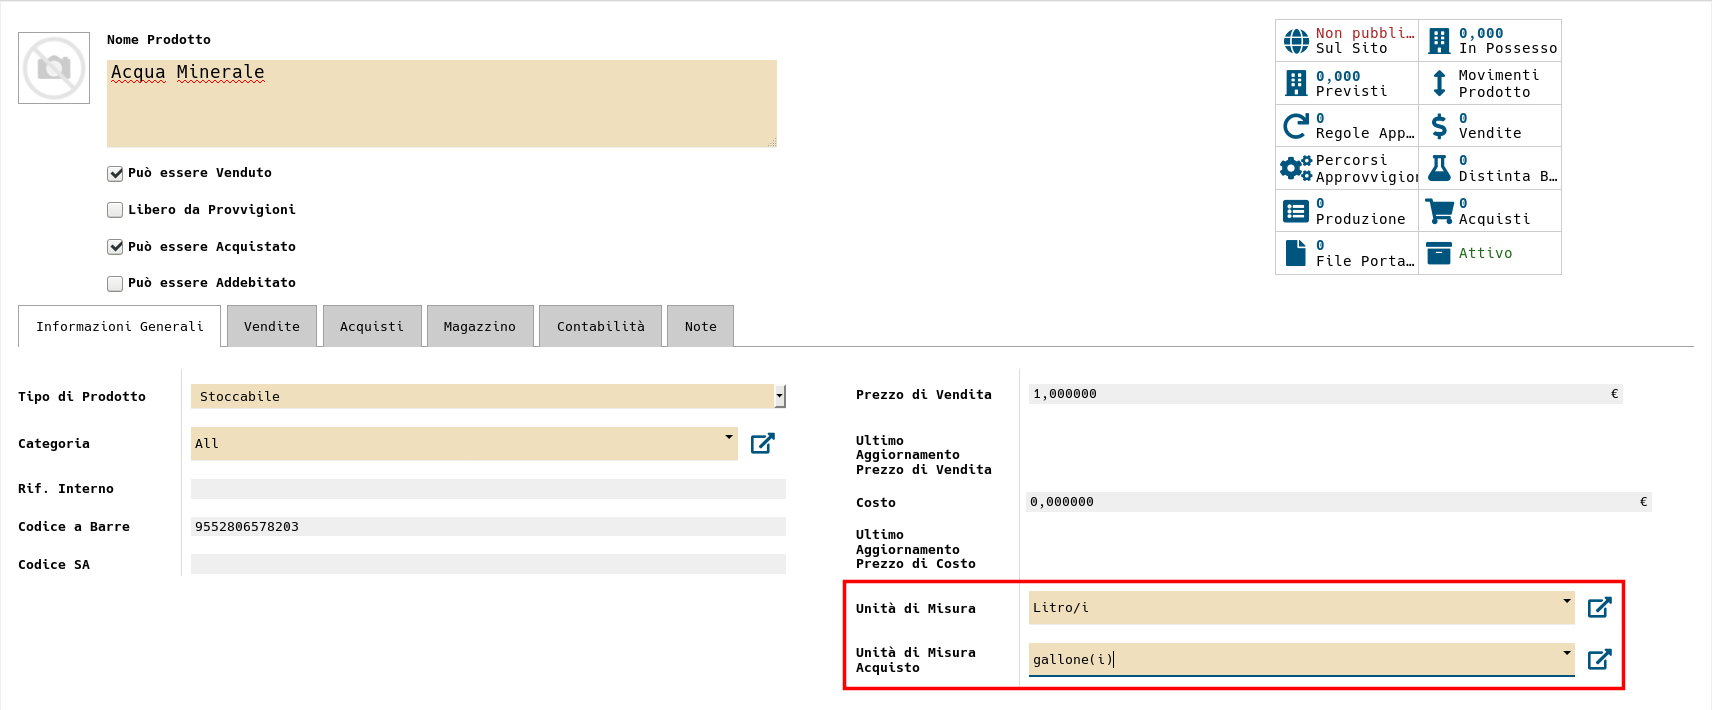 Nome Prodotto
Acqua Minerale
Può essere Venduto
Libero da Provvigioni
Può essere Acquistato
Può essere Addebitato
Non pubbli…
Sul Sito
0,000
In Possesso
0,000
Previsti
Movimenti
Prodotto
0
Regole App…
0
Vendite
Percorsi
Approvvigion
0
Distinta B…
0
Produzione
0
Acquisti
0
File Porta…
Attivo
Informazioni Generali
Vendite
Acquisti
Magazzino
Contabilità
Note
Tipo di Prodotto
Stoccabile
Categoria
All
Rif. Interno
Codice a Barre
9552806578203
Codice SA
Prezzo di Vendita
1,000000 €
Ultimo
Aggiornamento
Prezzo di Vendita
Costo
0,000000 €
Ultimo
Aggiornamento
Prezzo di Costo
Unità di Misura
Litro/i
Unità di Misura
Acquisto
gallone(i)